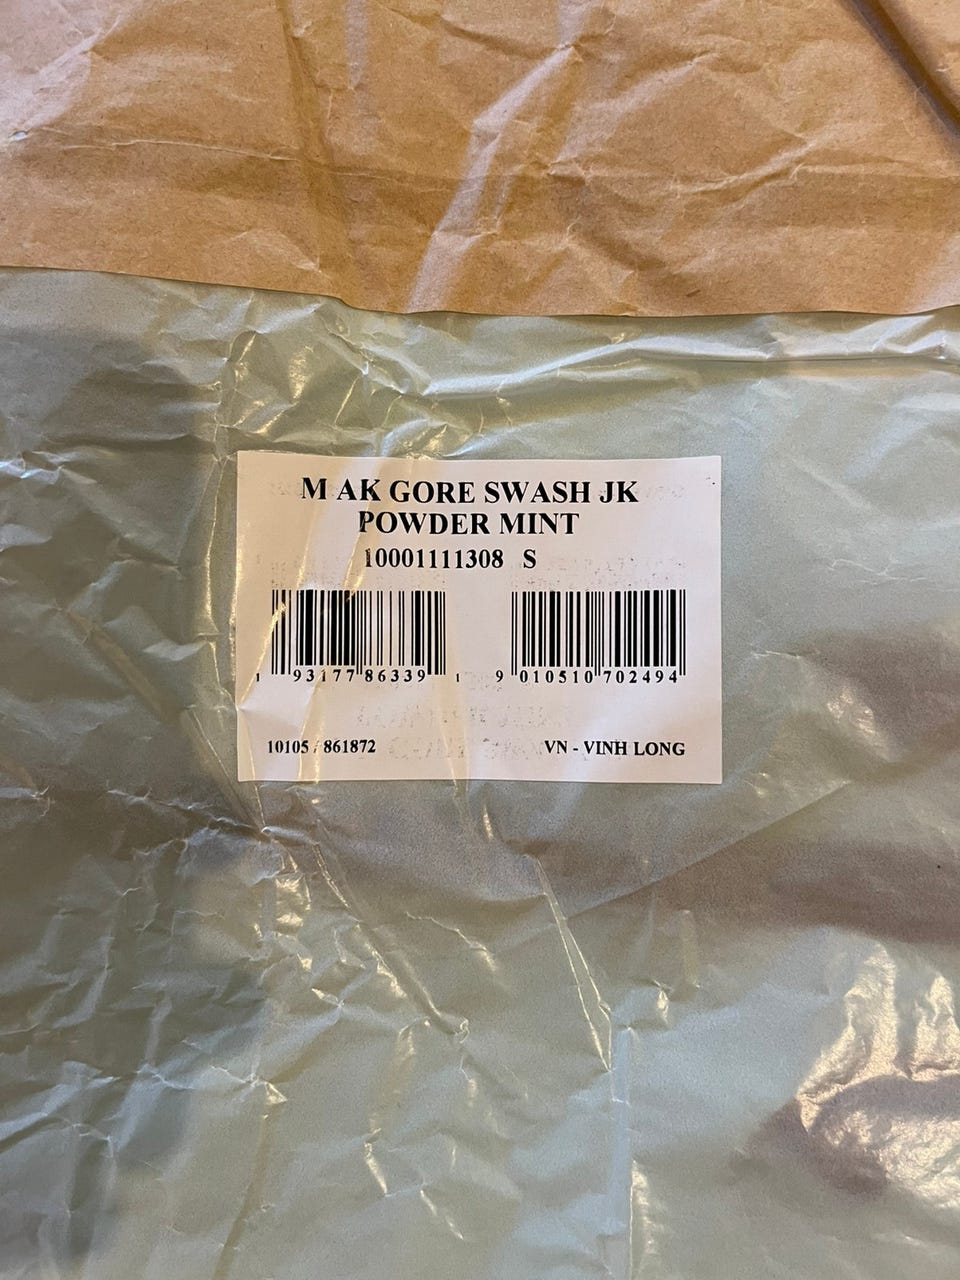 M AK GORE SWASH JK
POWDER MINT
10001111308 S
1 93177 86339 1
9 010510 702494
10105 / 861872
VN - VINH LONG